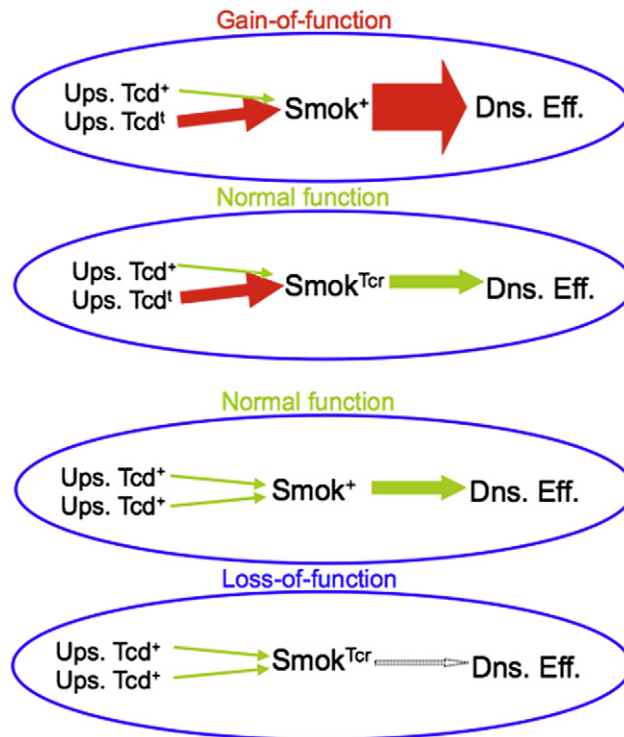 Gain-of-function
Ups. Tcd⁺
Ups. Tcdᵗ
Smok⁺
Dns. Eff.
Normal function
Ups. Tcd⁺
Ups. Tcdᵗ
Smokᵀᶜʳ
Dns. Eff.
Normal function
Ups. Tcd⁺
Ups. Tcd⁺
Smok⁺
Dns. Eff.
Loss-of-function
Ups. Tcd⁺
Ups. Tcd⁺
Smokᵀᶜʳ
Dns. Eff.